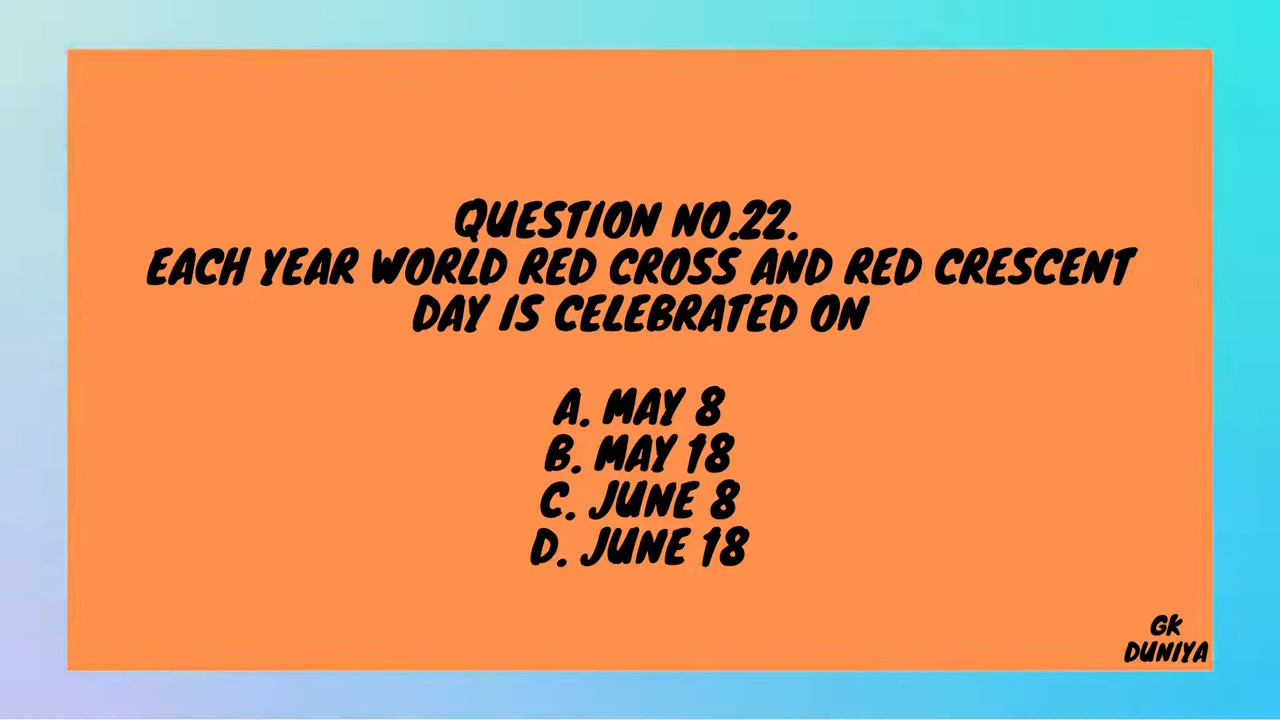 QUESTION NO.22.
EACH YEAR WORLD RED CROSS AND RED CRESCENT
DAY IS CELEBRATED ON
A. MAY 8
B. MAY 18
C. JUNE 8
D. JUNE 18
GK
DUNIYA